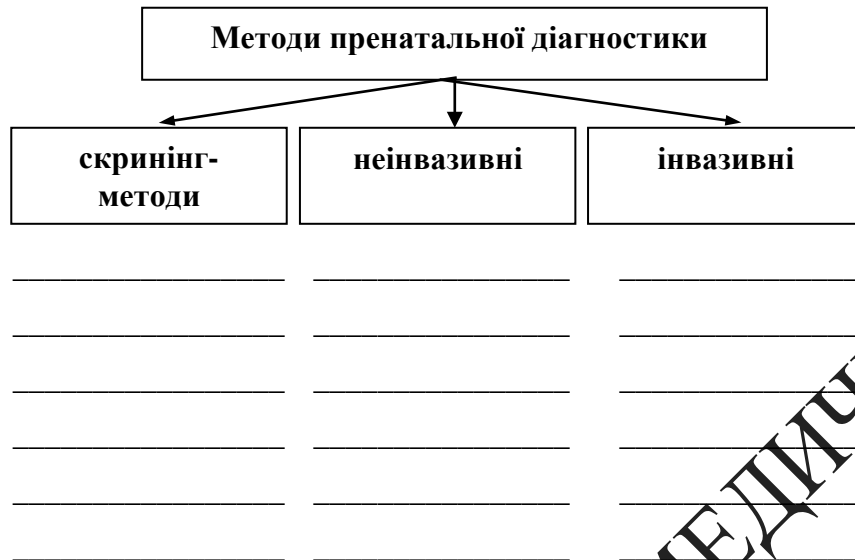 Методи пренатальної діагностики
скринінг-
методи
неінвазивні
інвазивні